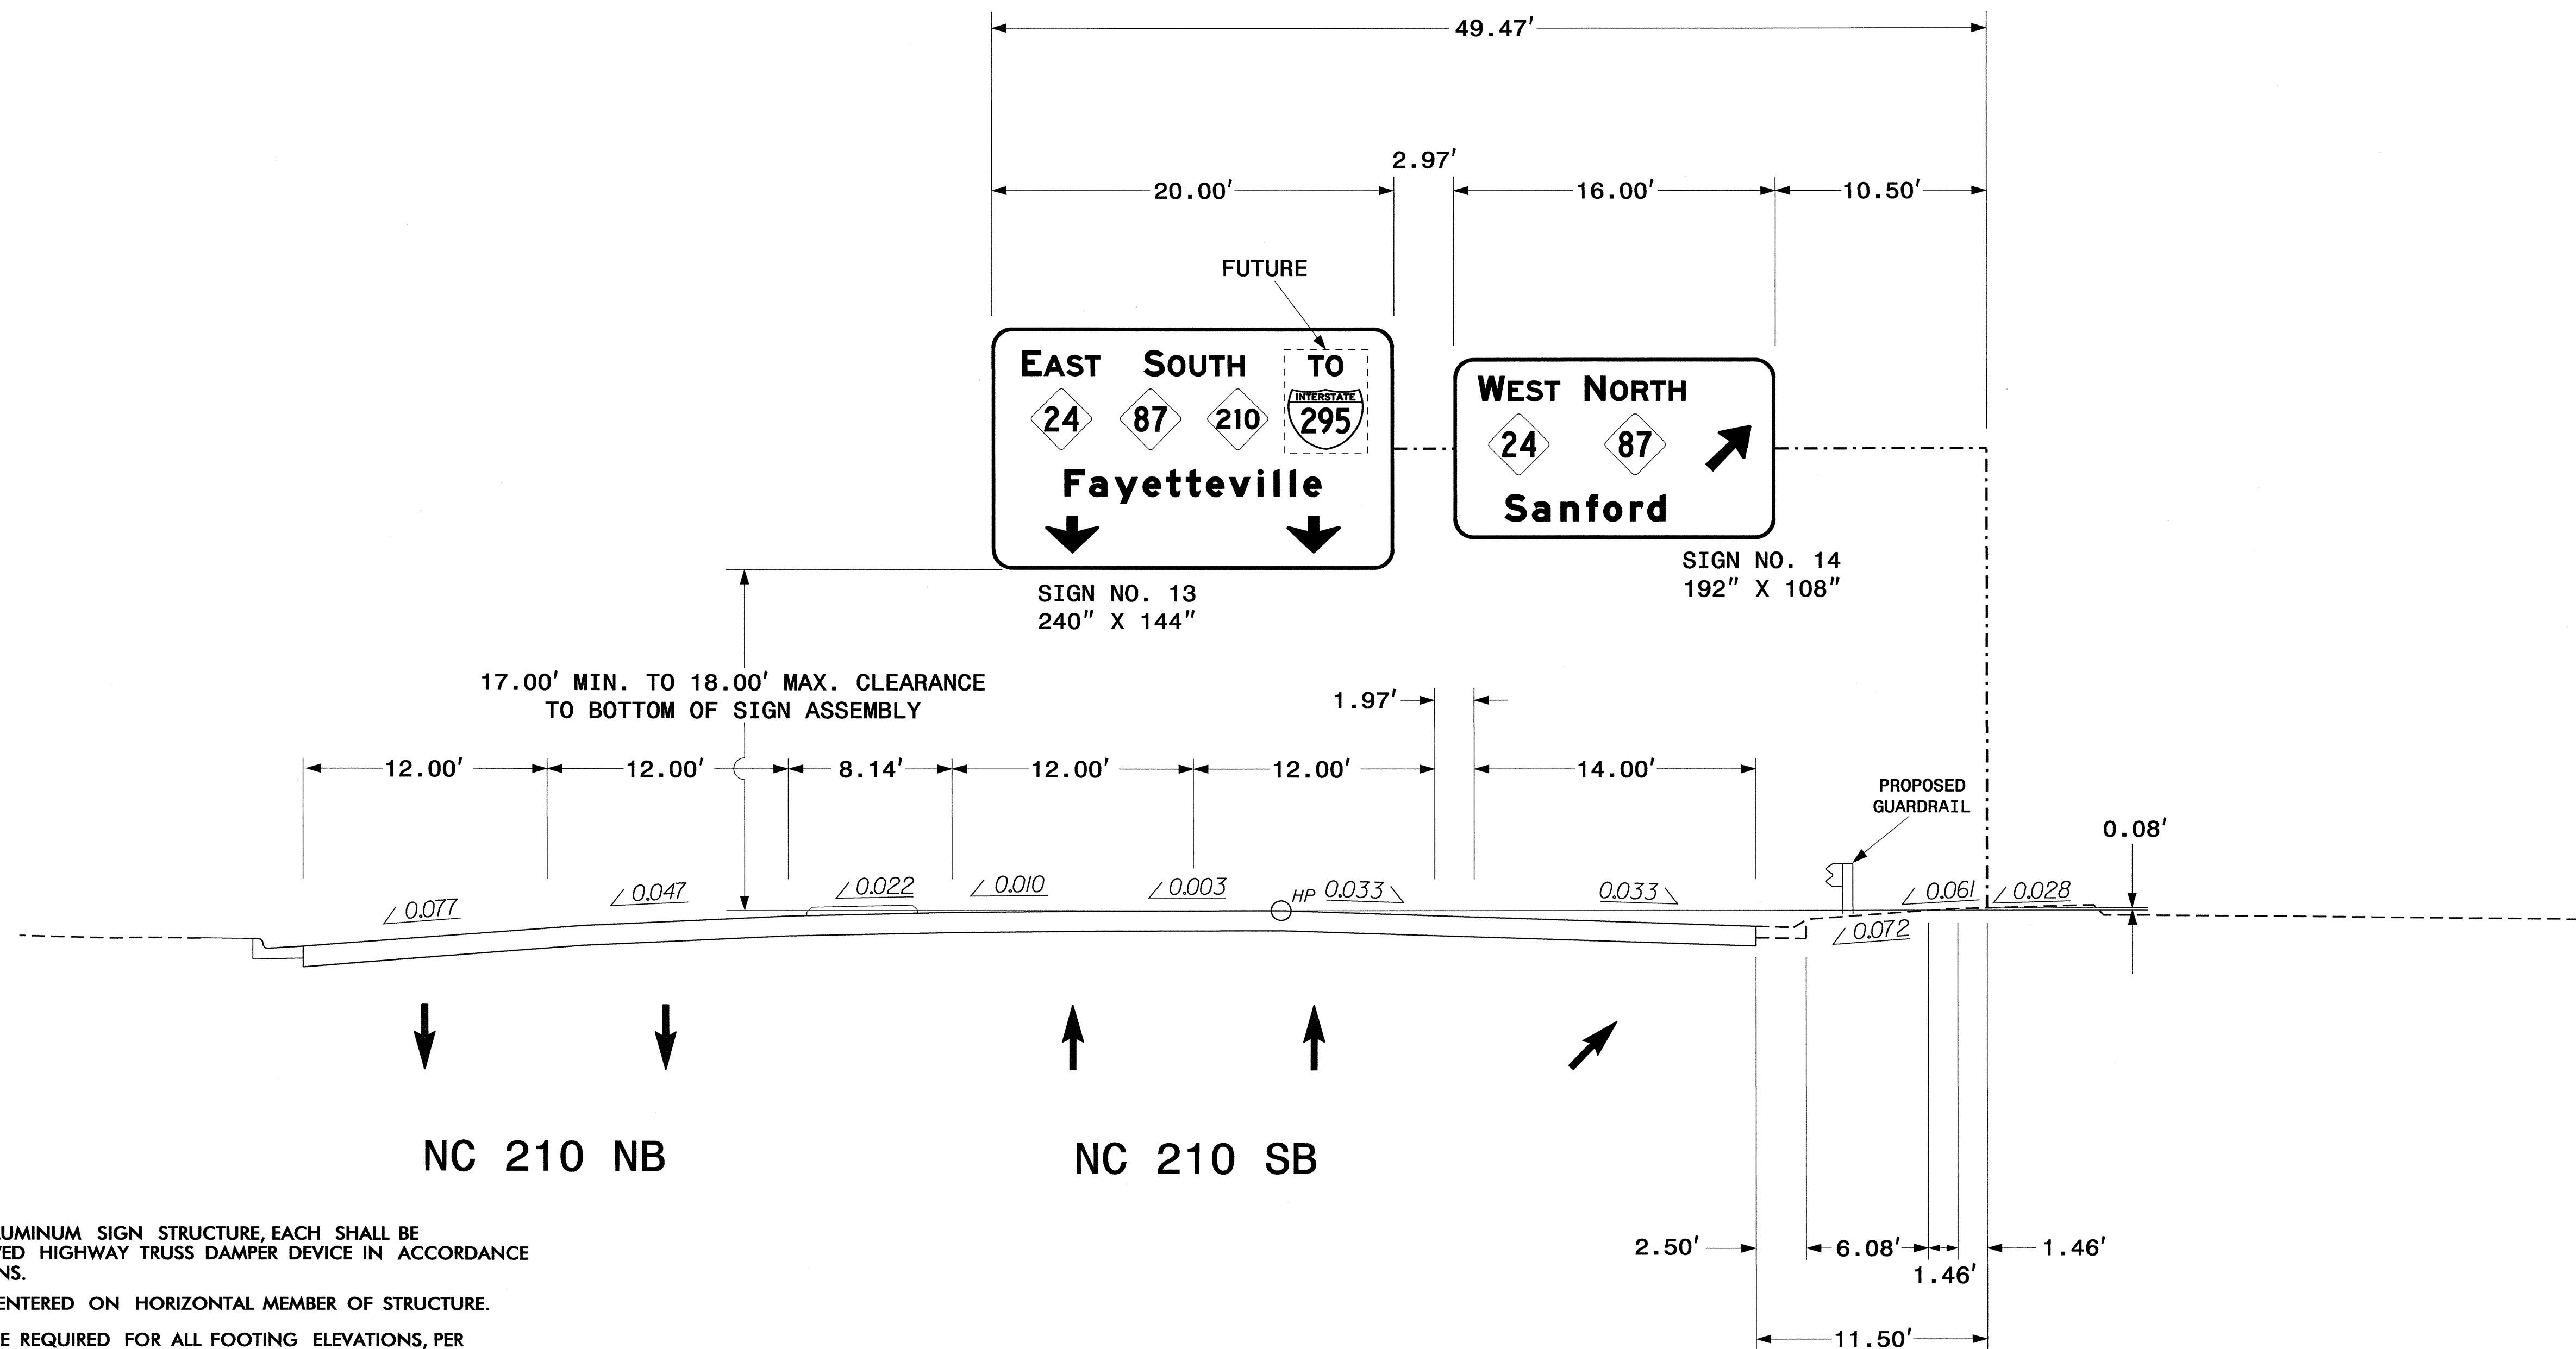 49.47'
2.97'
20.00' 16.00' 10.50'
FUTURE
EAST SOUTH TO
24 87 210 INTERSTATE 295
Fayetteville
WEST NORTH
24 87
Sanford
SIGN NO. 13
240" X 144"
SIGN NO. 14
192" X 108"
17.00' MIN. TO 18.00' MAX. CLEARANCE
TO BOTTOM OF SIGN ASSEMBLY
1.97'
12.00' 12.00' 8.14' 12.00' 12.00' 14.00'
PROPOSED
GUARDRAIL
0.08'
0.077 0.047 0.022 0.010 0.003 HP 0.033 0.033 0.061 0.028
0.072
NC 210 NB NC 210 SB
2.50' 6.08' 1.46'
1.46'
11.50'
SIGN STRUCTURE, EACH SHALL BE
HIGHWAY TRUSS DAMPER DEVICE IN ACCORDANCE
ON HORIZONTAL MEMBER OF STRUCTURE.
REQUIRED FOR ALL FOOTING ELEVATIONS, PER